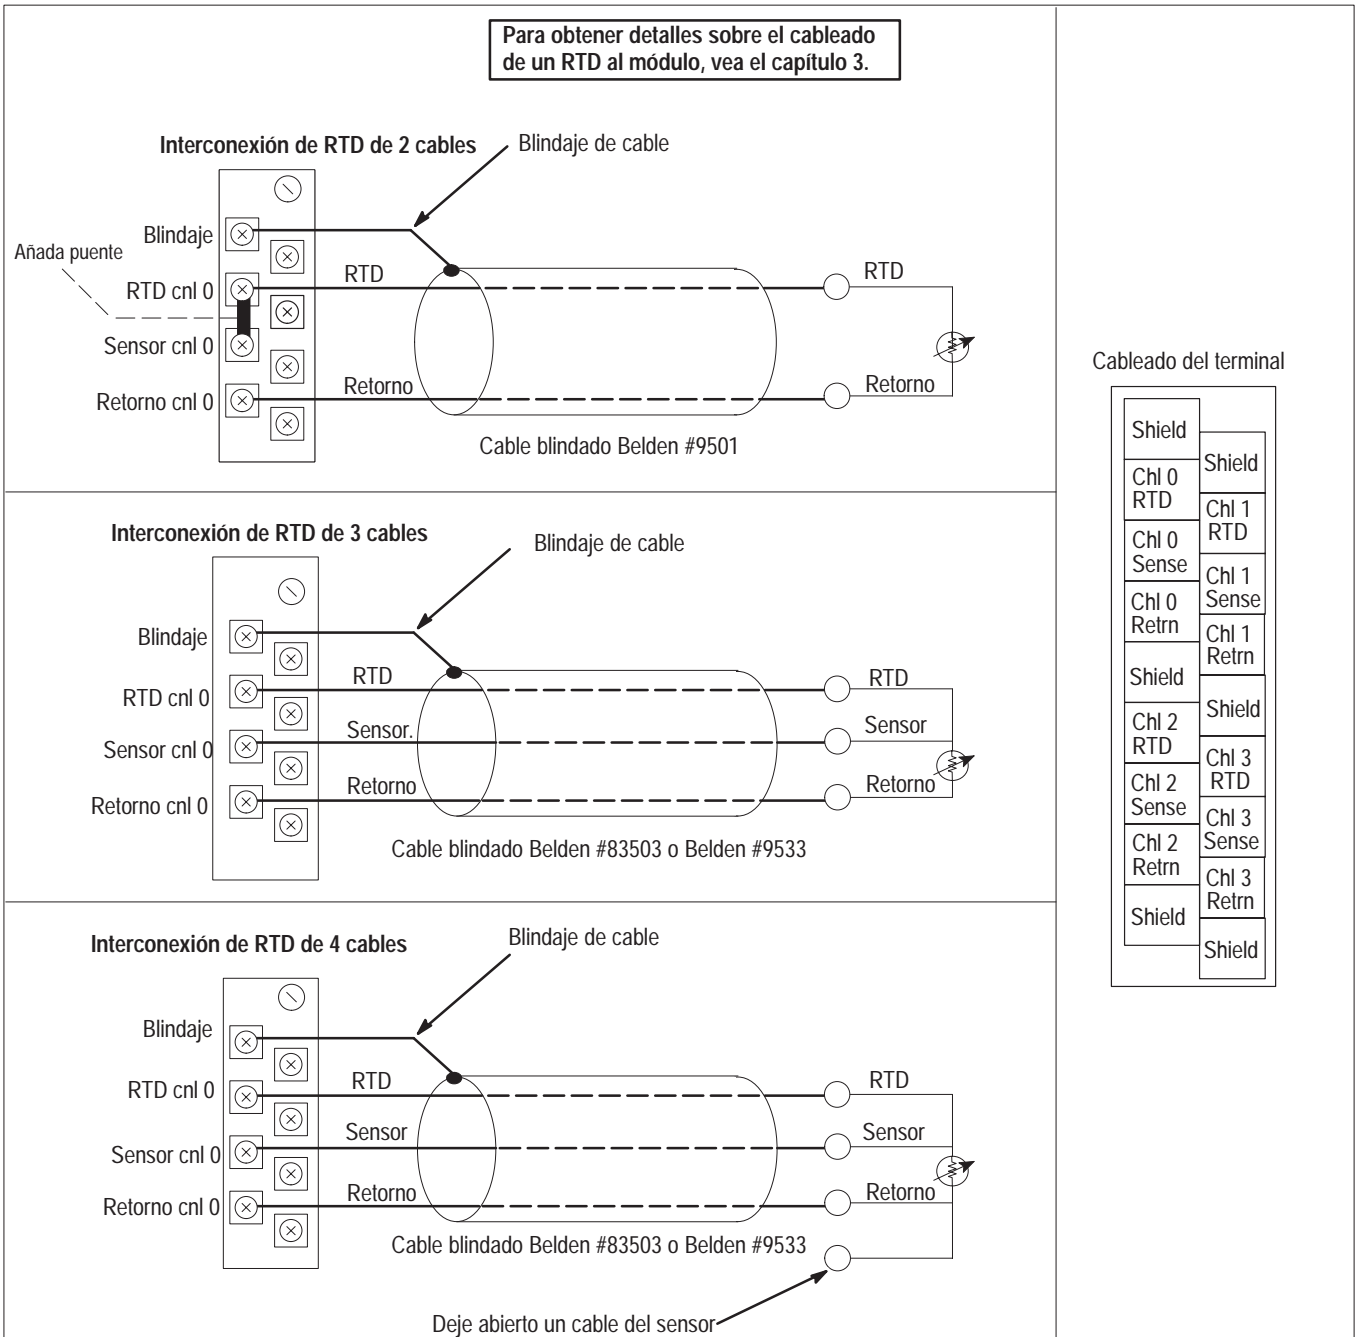 Para obtener detalles sobre el cableado
de un RTD al módulo, vea el capítulo 3.
Interconexión de RTD de 2 cables
Blindaje de cable
Blindaje
Añada puente
RTD
RTD
RTD cnl 0
Sensor cnl 0
Retorno
Retorno
Retorno cnl 0
Cable blindado Belden #9501
Interconexión de RTD de 3 cables
Blindaje de cable
Blindaje
RTD
RTD
RTD cnl 0
Sensor.
Sensor
Sensor cnl 0
Retorno
Retorno
Retorno cnl 0
Cable blindado Belden #83503 o Belden #9533
Interconexión de RTD de 4 cables
Blindaje de cable
Blindaje
RTD
RTD
RTD cnl 0
Sensor
Sensor
Sensor cnl 0
Retorno
Retorno
Retorno cnl 0
Cable blindado Belden #83503 o Belden #9533
Deje abierto un cable del sensor
Cableado del terminal
Shield
Chl 0
RTD
Chl 0
Sense
Chl 0
Retrn
Shield
Chl 2
RTD
Chl 2
Sense
Chl 2
Retrn
Shield
Shield
Chl 1
RTD
Chl 1
Sense
Chl 1
Retrn
Shield
Chl 3
RTD
Chl 3
Sense
Chl 3
Retrn
Shield